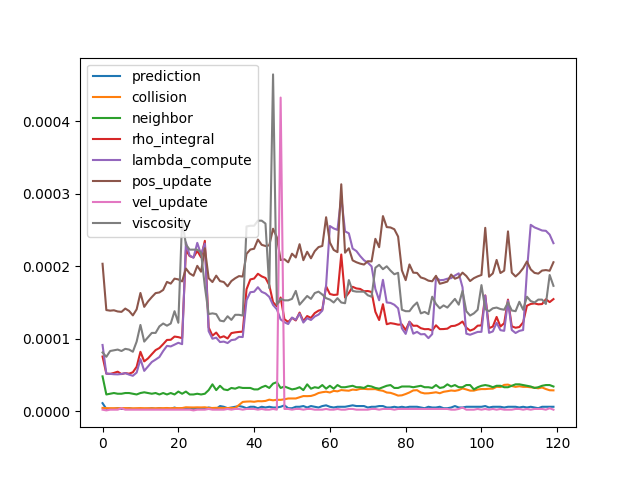 prediction
collision
neighbor
rho_integral
lambda_compute
pos_update
vel_update
viscosity
0.0004
0.0003
0.0002
0.0001
0.0000
0 20 40 60 80 100 120